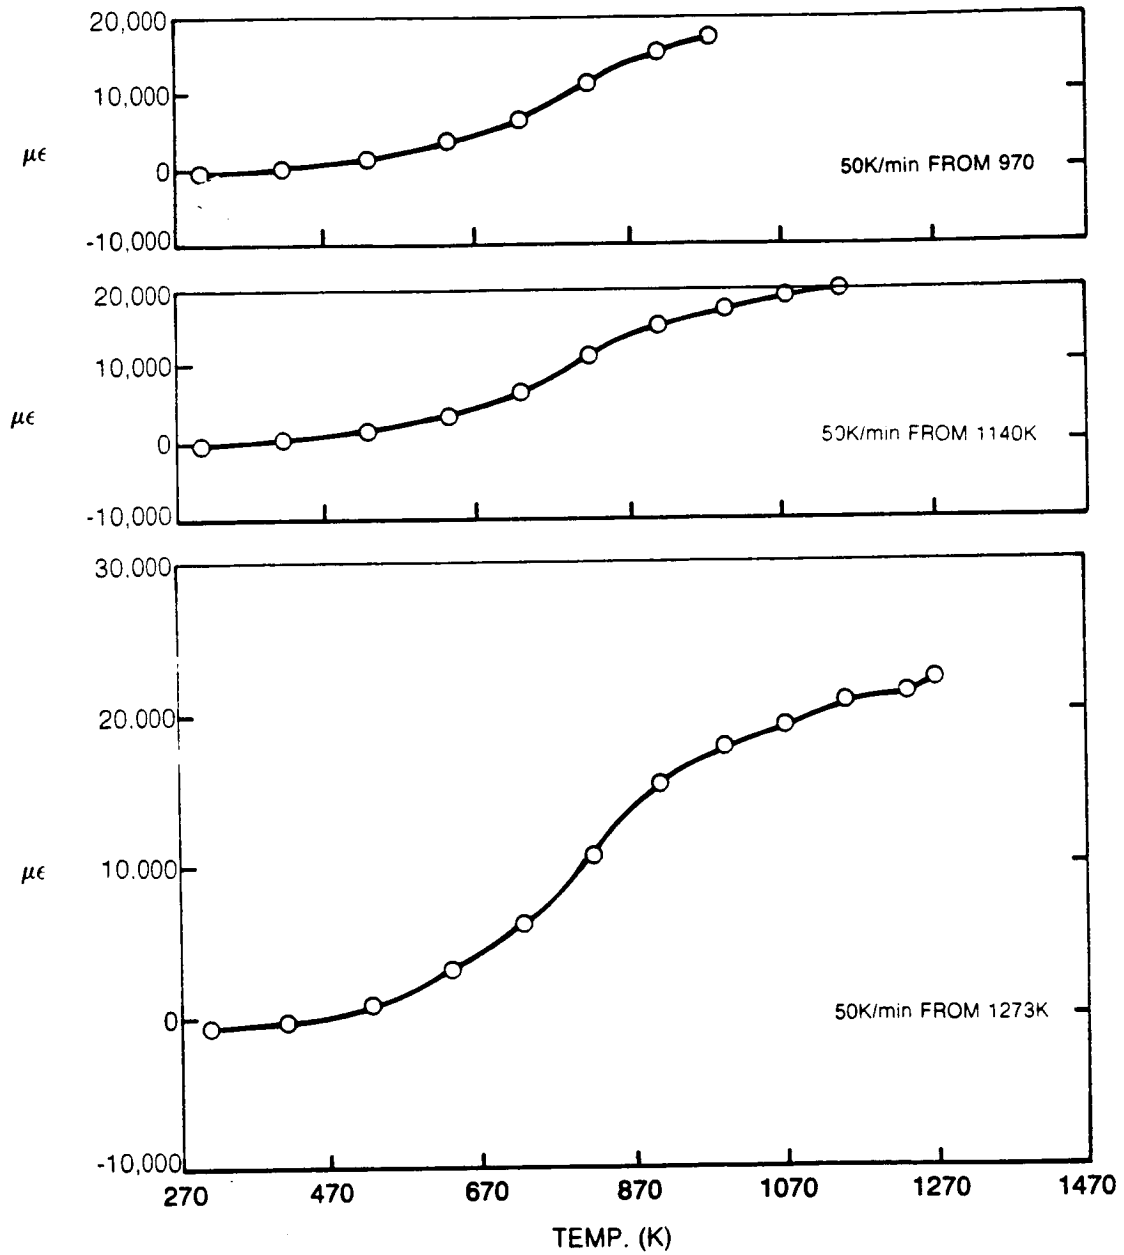 20,000
10,000
0
-10,000
με
50K/min FROM 970
20,000
10,000
0
-10,000
με
50K/min FROM 1140K
30.000
20.000
10.000
0
-10,000
με
50K/min FROM 1273K
270 470 670 870 1070 1270 1470
TEMP. (K)